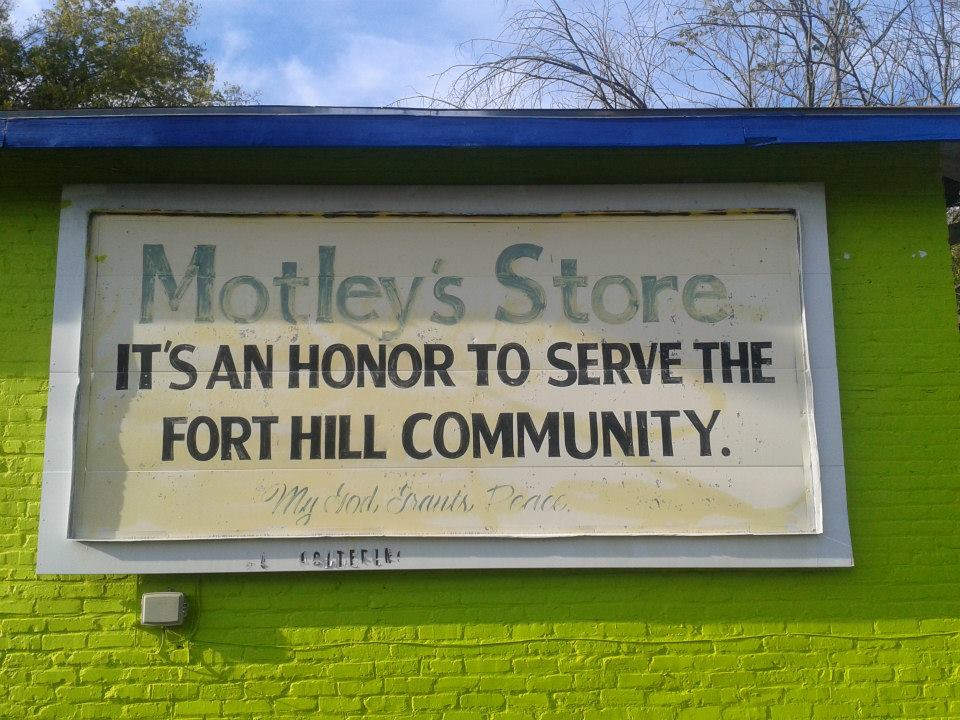 Motley's Store
IT'S AN HONOR TO SERVE THE
FORT HILL COMMUNITY.
My God, Grants, Peace.